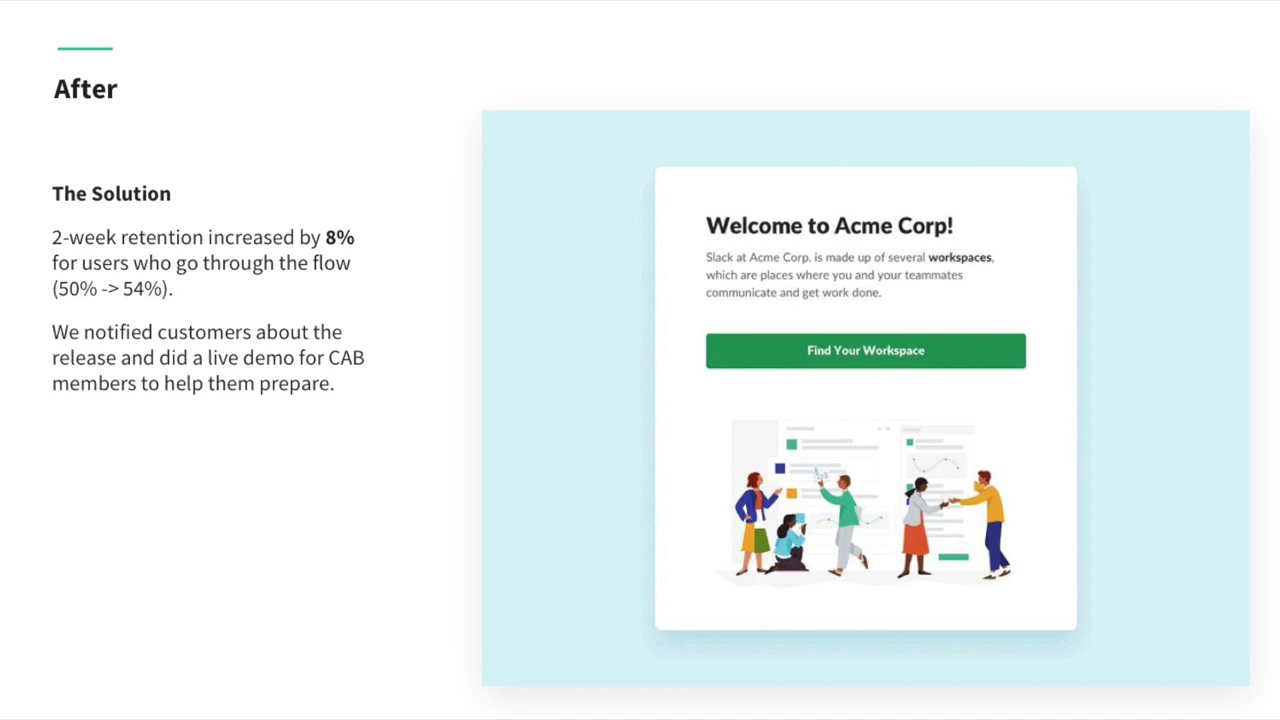 After
The Solution
2-week retention increased by 8%
for users who go through the flow
(50% -> 54%).
We notified customers about the
release and did a live demo for CAB
members to help them prepare.
Welcome to Acme Corp!
Slack at Acme Corp. is made up of several workspaces,
which are places where you and your teammates
communicate and get work done.
Find Your Workspace